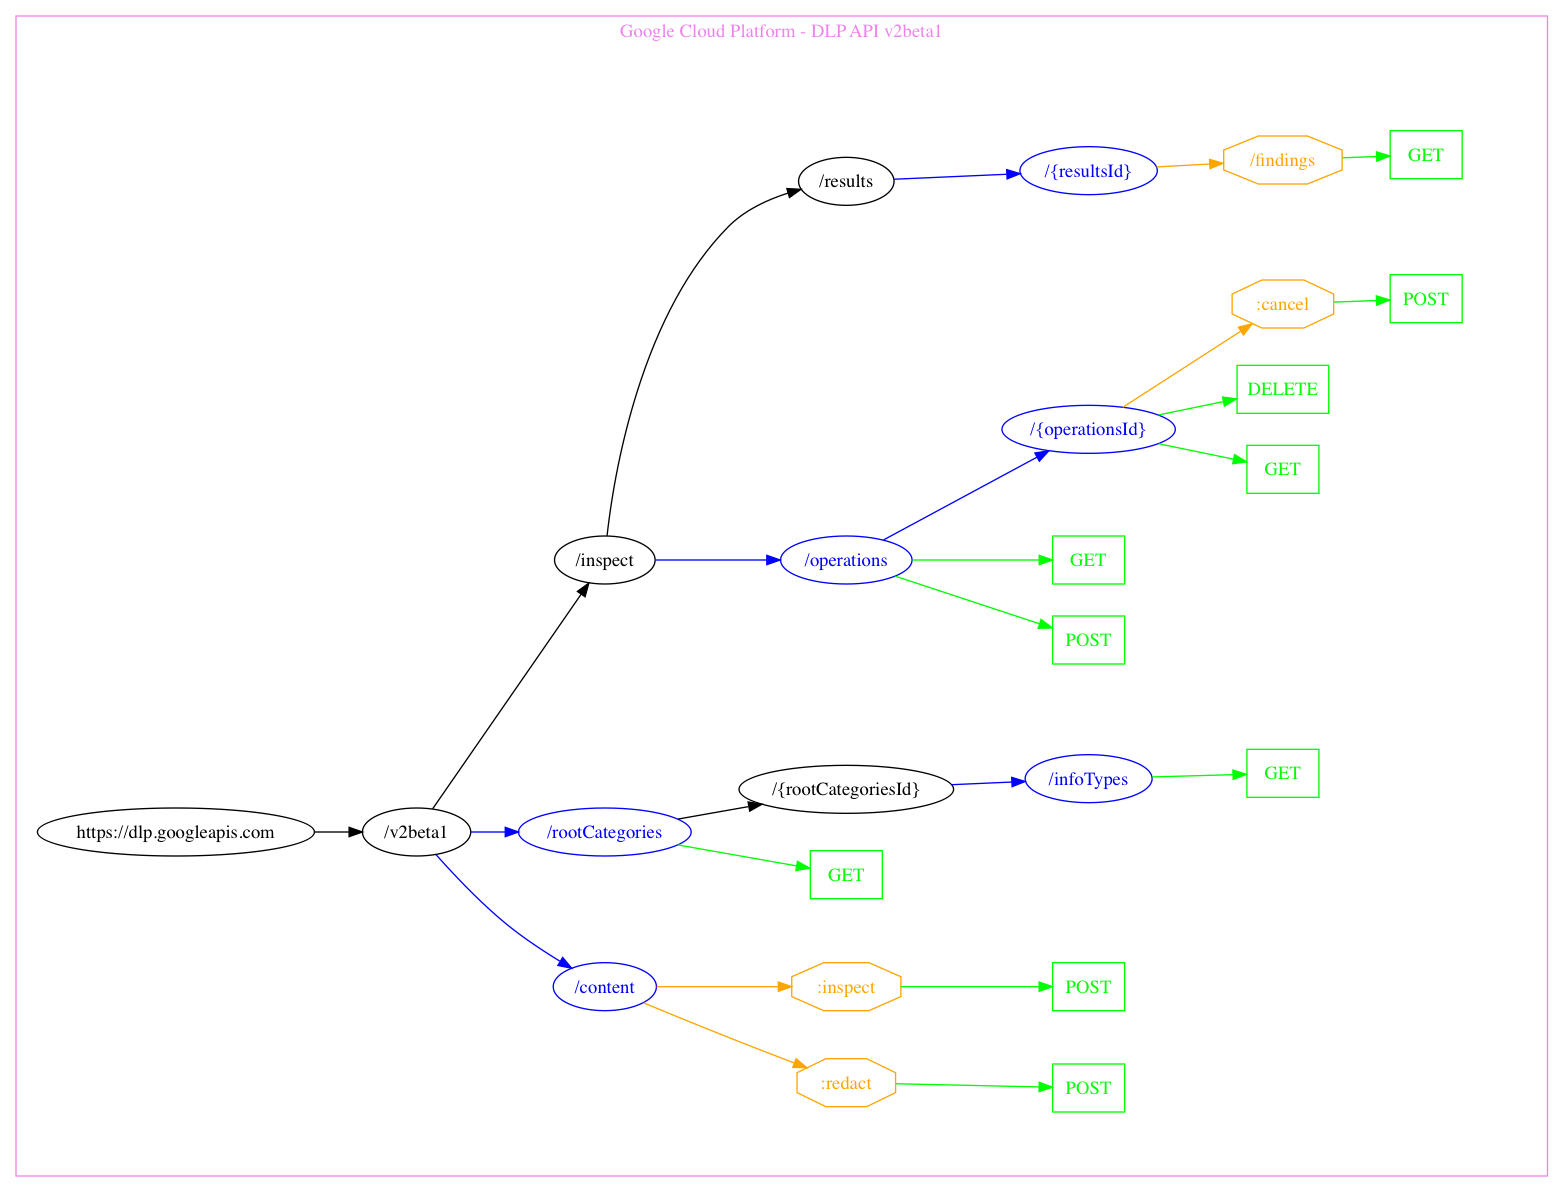 Google Cloud Platform - DLP API v2beta1
/results
/{resultsId}
/findings
GET
:cancel
POST
DELETE
/{operationsId}
GET
/inspect
/operations
GET
POST
/{rootCategoriesId}
/infoTypes
GET
https://dlp.googleapis.com
/v2beta1
/rootCategories
GET
/content
:inspect
POST
:redact
POST